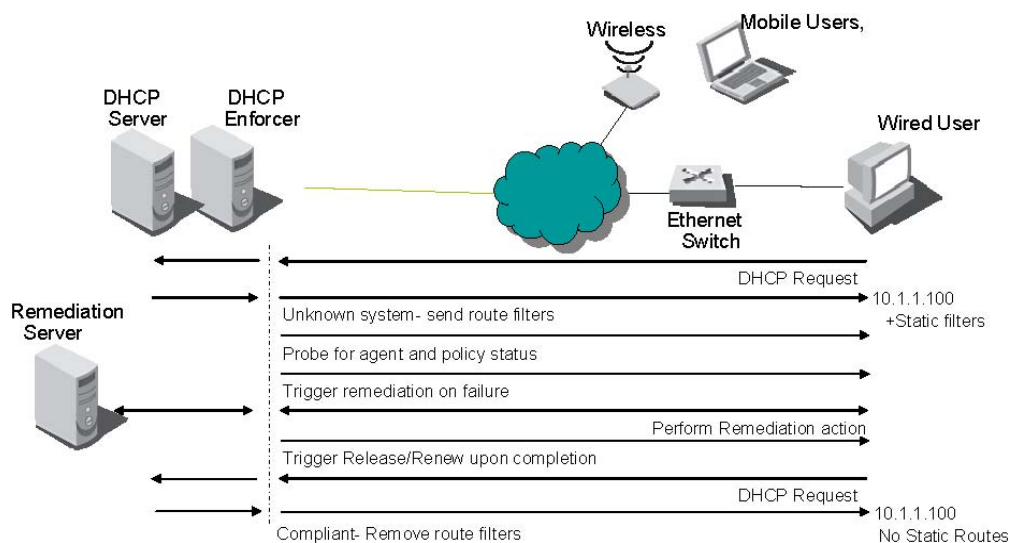 Wireless
Mobile Users,
DHCP
Server
DHCP
Enforcer
Wired User
Ethernet
Switch
DHCP Request
10.1.1.100
+Static filters
Unknown system- send route filters
Remediation
Server
Probe for agent and policy status
Trigger remediation on failure
Perform Remediation action
Trigger Release/Renew upon completion
DHCP Request
10.1.1.100
No Static Routes
Compliant- Remove route filters